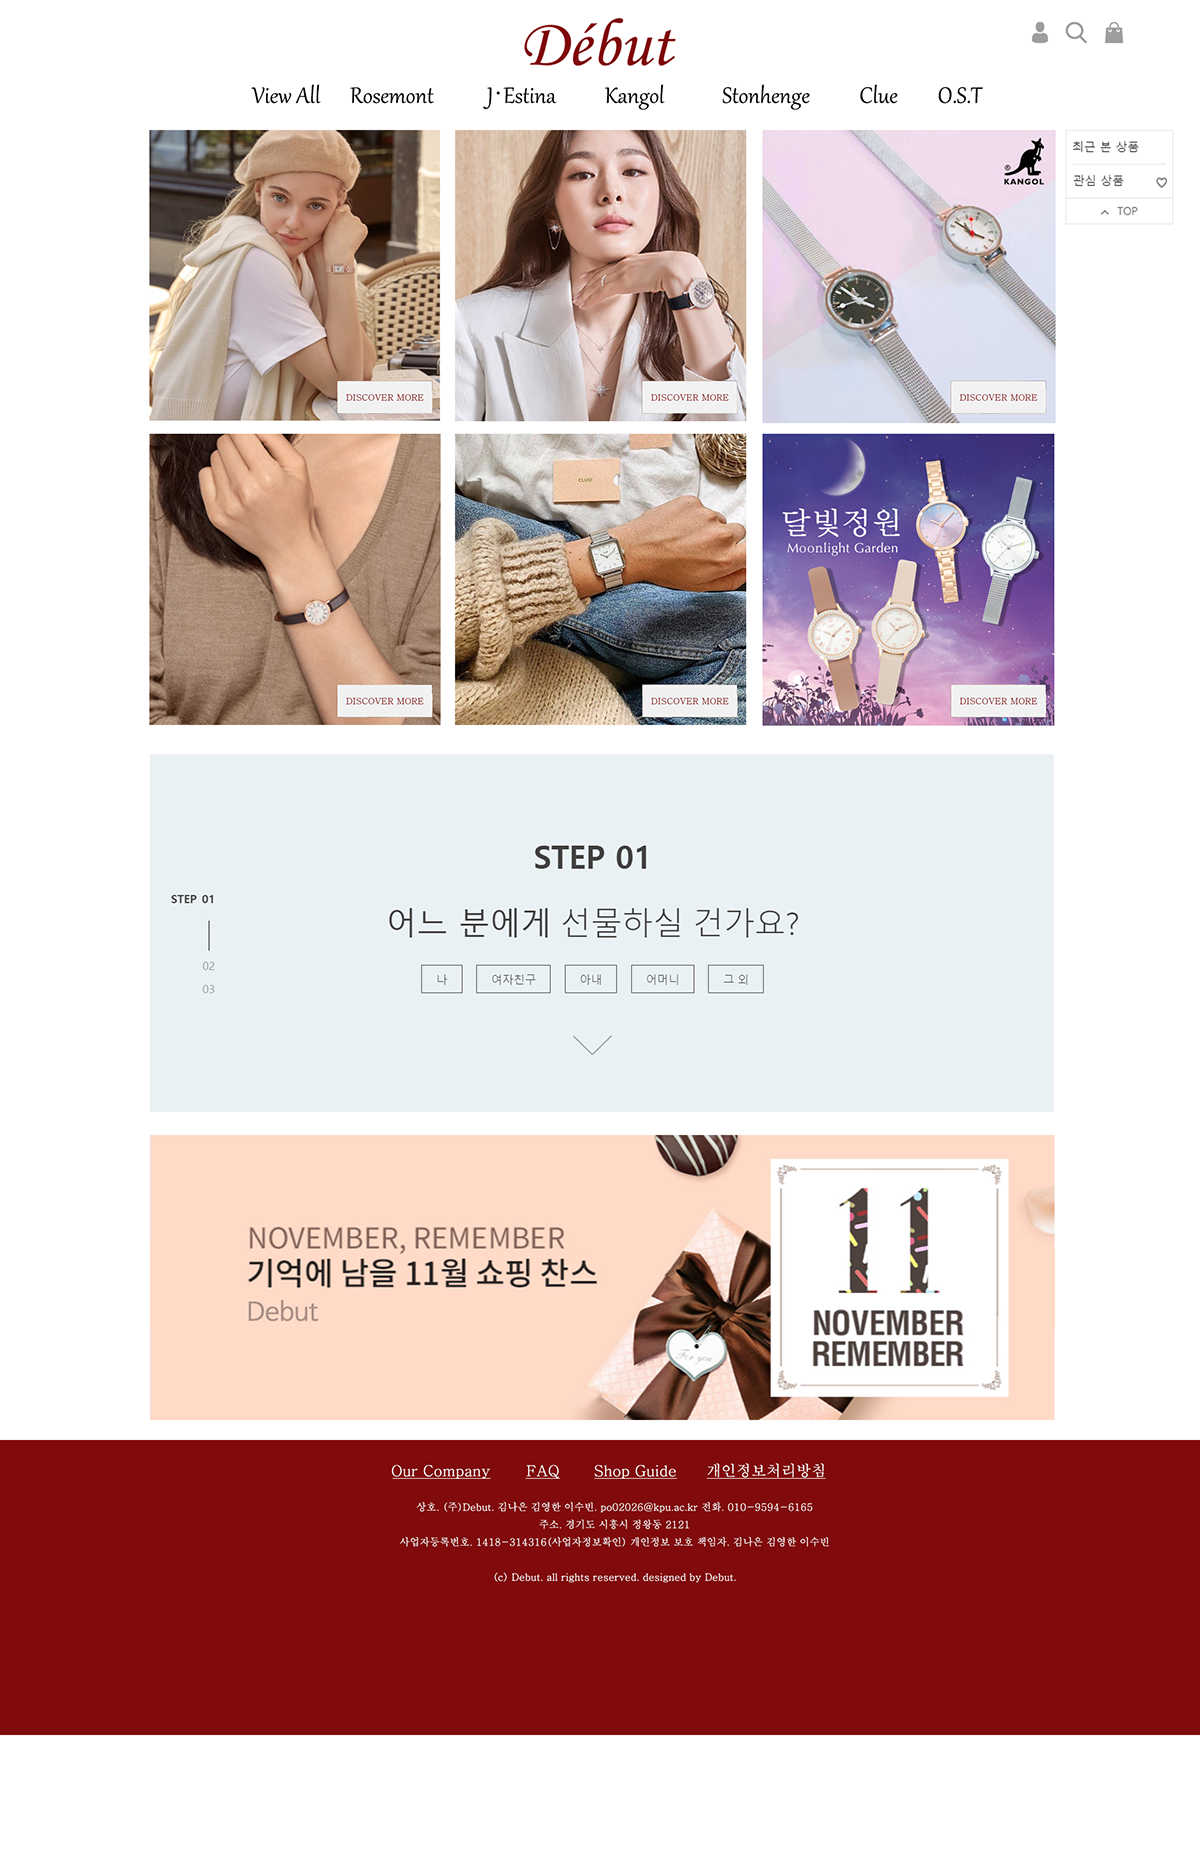 Début
View All Rosemont J·Estina Kangol Stonhenge Clue O.S.T
최근 본 상품
관심 상품
TOP
® KANGOL
DISCOVER MORE
DISCOVER MORE
DISCOVER MORE
CLUSE
달빛정원
Moonlight Garden
DISCOVER MORE
DISCOVER MORE
DISCOVER MORE
STEP 01
STEP 01
02
03
어느 분에게 선물하실 건가요?
나 여자친구 아내 어머니 그 외
NOVEMBER, REMEMBER
기억에 남을 11월 쇼핑 찬스
Debut
For you
11
NOVEMBER
REMEMBER
Our Company FAQ Shop Guide 개인정보처리방침
상호. (주)Debut. 김나은 김영한 이수빈. po02026@kpu.ac.kr 전화. 010-9594-6165
주소. 경기도 시흥시 정왕동 2121
사업자등록번호. 1418-314316(사업자정보확인) 개인정보 보호 책임자. 김나은 김영한 이수빈
(c) Debut. all rights reserved. designed by Debut.